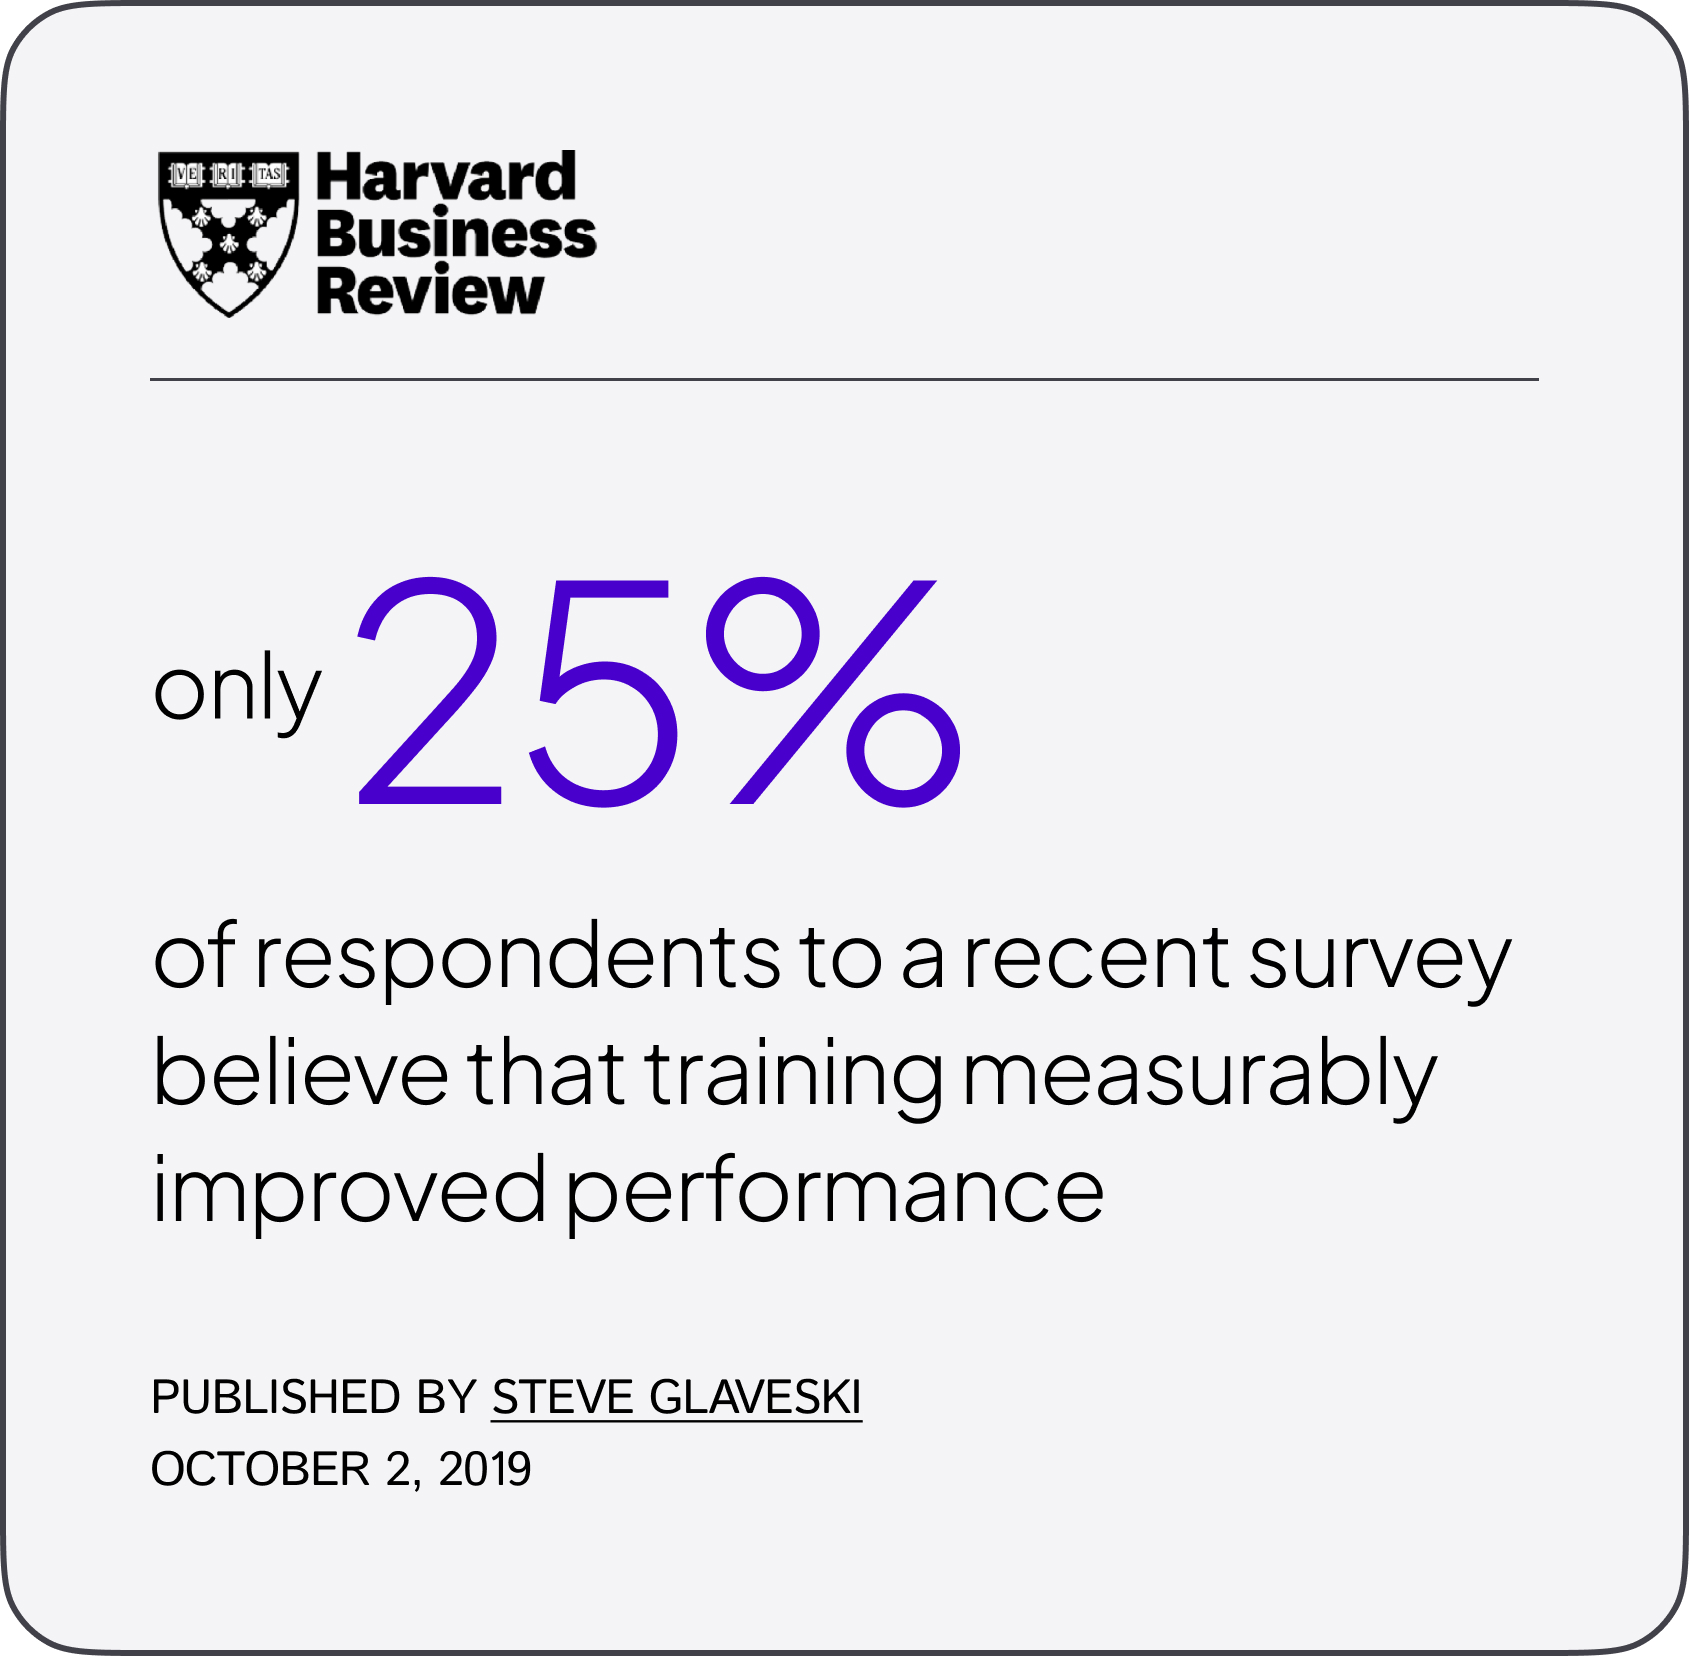 VE RI TAS
Harvard
Business
Review
only 25%
of respondents to a recent survey
believe that training measurably
improved performance
PUBLISHED BY STEVE GLAVESKI
OCTOBER 2, 2019